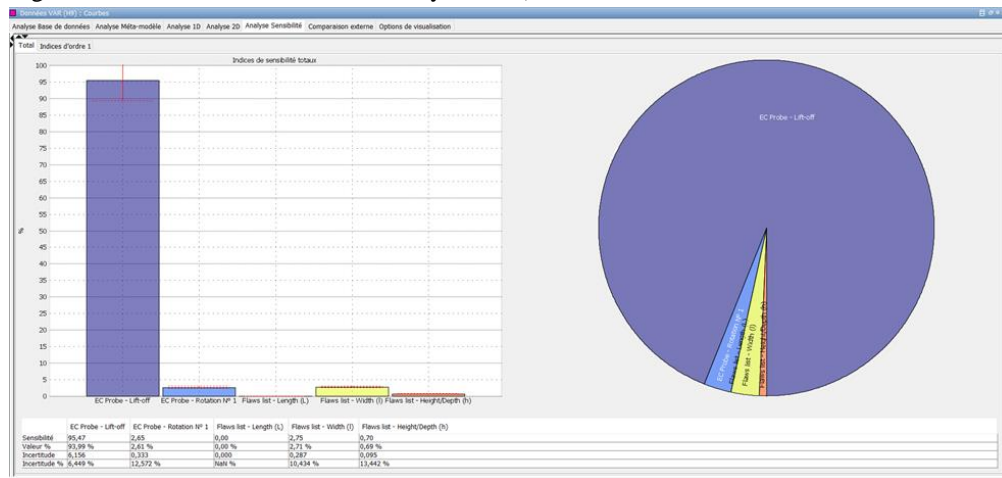 Données VAR (Hf) : Courbes
Analyse Base de données Analyse Méta-modèle Analyse 1D Analyse 2D Analyse Sensibilité Comparaison externe Options de visualisation
Total Indices d'ordre 1
Indices de sensibilité totaux
100
95
90
85
80
75
70
65
60
55
50
45
40
35
30
25
20
15
10
5
0
%
EC Probe - Lift-off EC Probe - Rotation N° 1 Flaws list - Length (L) Flaws list - Width (l) Flaws list - Height/Depth (h)
EC Probe - Lift-off
EC Probe - Rotation N° 1
Flaws list - Length (L)
Flaws list - Width (l)
Flaws list - Height/Depth (h)
EC Probe - Lift-off EC Probe - Rotation N° 1 Flaws list - Length (L) Flaws list - Width (l) Flaws list - Height/Depth (h)
Sensibilité 95,47 2,65 0,00 2,75 0,70
Valeur % 93,99 % 2,61 % 0,00 % 2,71 % 0,69 %
Incertitude 6,156 0,333 0,000 0,287 0,095
Incertitude % 6,449 % 12,572 % NaN % 10,434 % 13,442 %